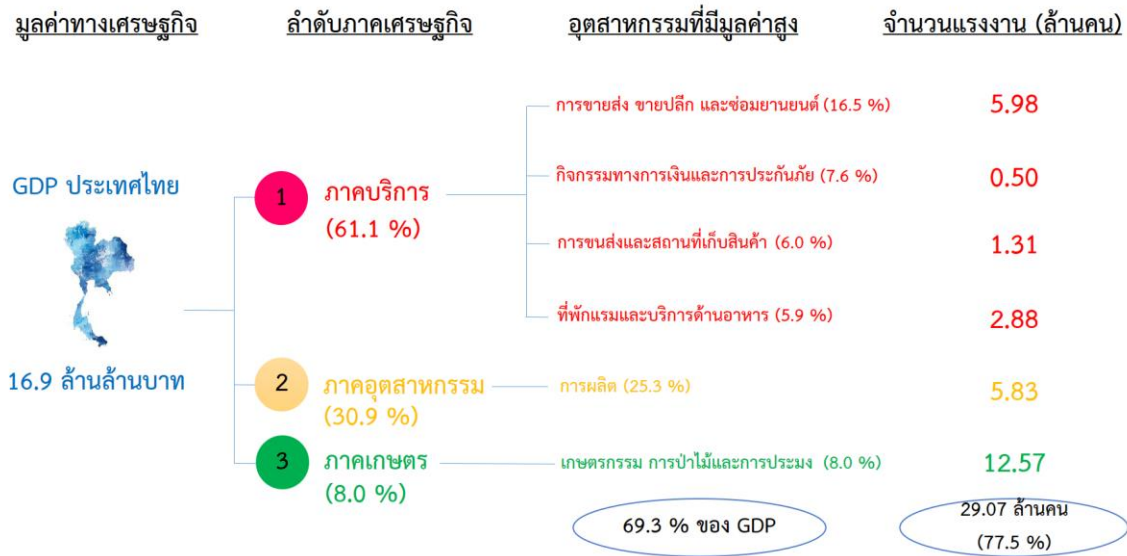 มูลค่าทางเศรษฐกิจ
ลำดับภาคเศรษฐกิจ
อุตสาหกรรมที่มีมูลค่าสูง
จำนวนแรงงาน (ล้านคน)
GDP ประเทศไทย
16.9 ล้านล้านบาท
1
ภาคบริการ
(61.1 %)
การขายส่ง ขายปลีก และซ่อมยานยนต์ (16.5 %)
5.98
กิจกรรมทางการเงินและการประกันภัย (7.6 %)
0.50
การขนส่งและสถานที่เก็บสินค้า (6.0 %)
1.31
ที่พักแรมและบริการด้านอาหาร (5.9 %)
2.88
2
ภาคอุตสาหกรรม
(30.9 %)
การผลิต (25.3 %)
5.83
3
ภาคเกษตร
(8.0 %)
เกษตรกรรม การป่าไม้และการประมง (8.0 %)
12.57
69.3 % ของ GDP
29.07 ล้านคน
(77.5 %)